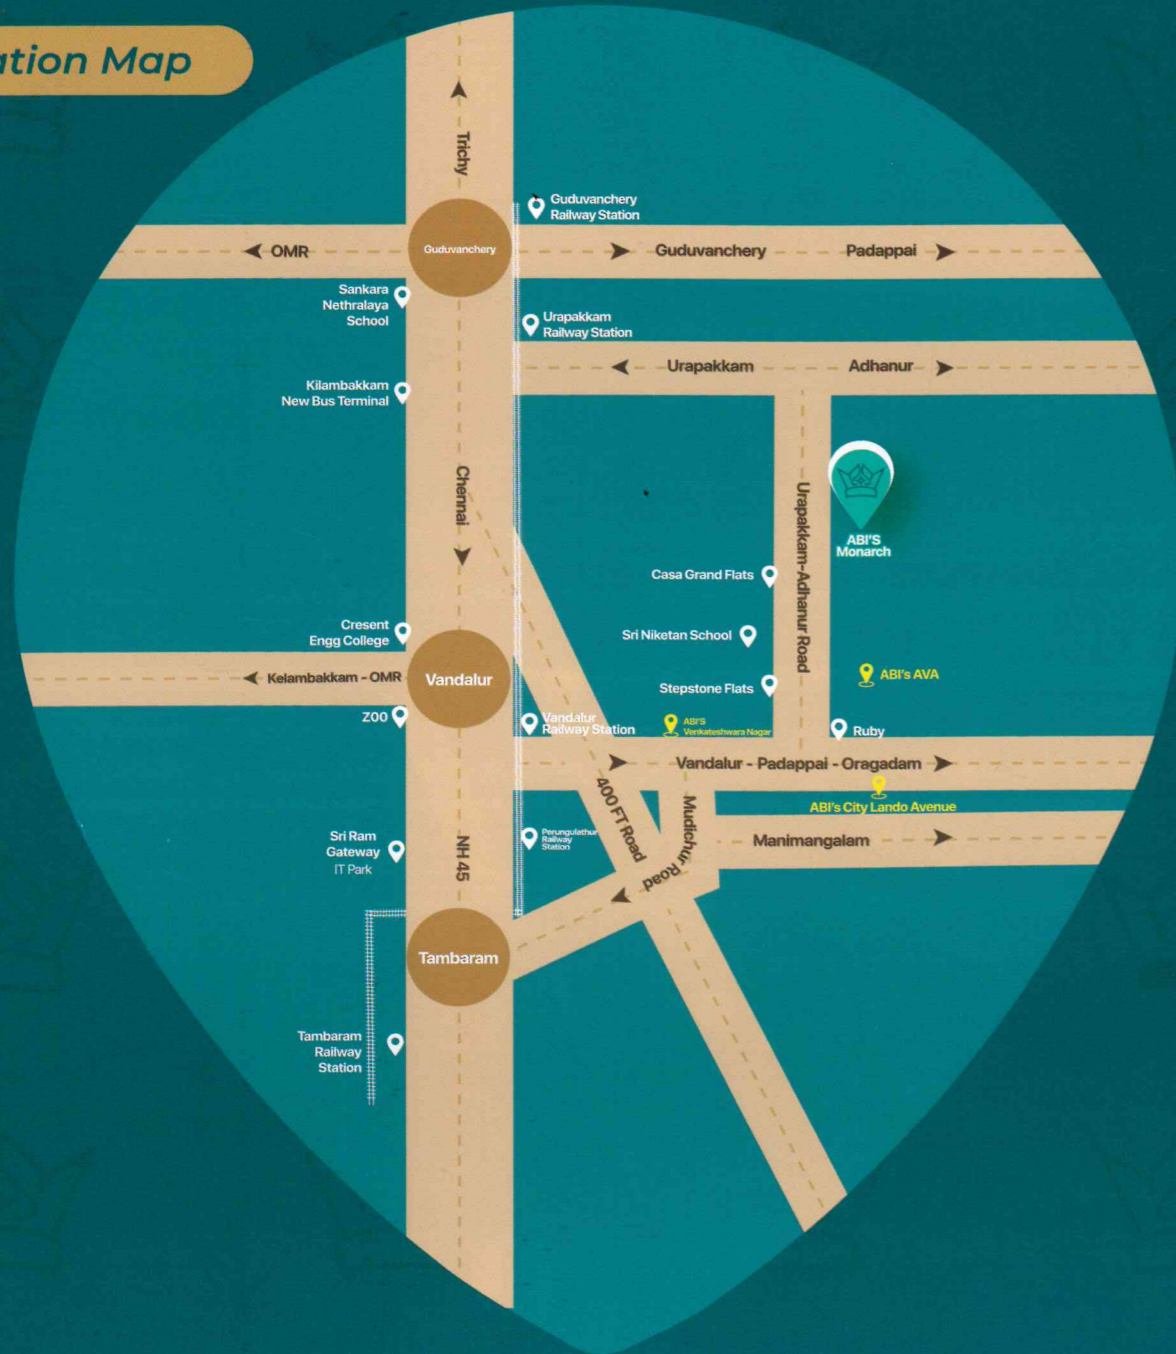 ation Map
Trichy
Guduvanchery
Railway Station
OMR
Guduvanchery
Guduvanchery
Padappai
Sankara
Nethralaya
School
Urapakkam
Railway Station
Urapakkam
Adhanur
Kilambakkam
New Bus Terminal
Chennai
Urapakkam-Adhanur Road
ABI'S
Monarch
Casa Grand Flats
Cresent
Engg College
Sri Niketan School
Kelambakkam - OMR
Vandalur
ABI's AVA
Stepstone Flats
ZOO
Vandalur
Railway Station
ABI'S
Venkateshwara Nagar
Ruby
Vandalur - Padappai - Oragadam
400 FT Road
Mudichur Road
ABI's City Lando Avenue
Sri Ram
Gateway
IT Park
NH 45
Perungulathur
Railway
Station
Manimangalam
Tambaram
Tambaram
Railway
Station